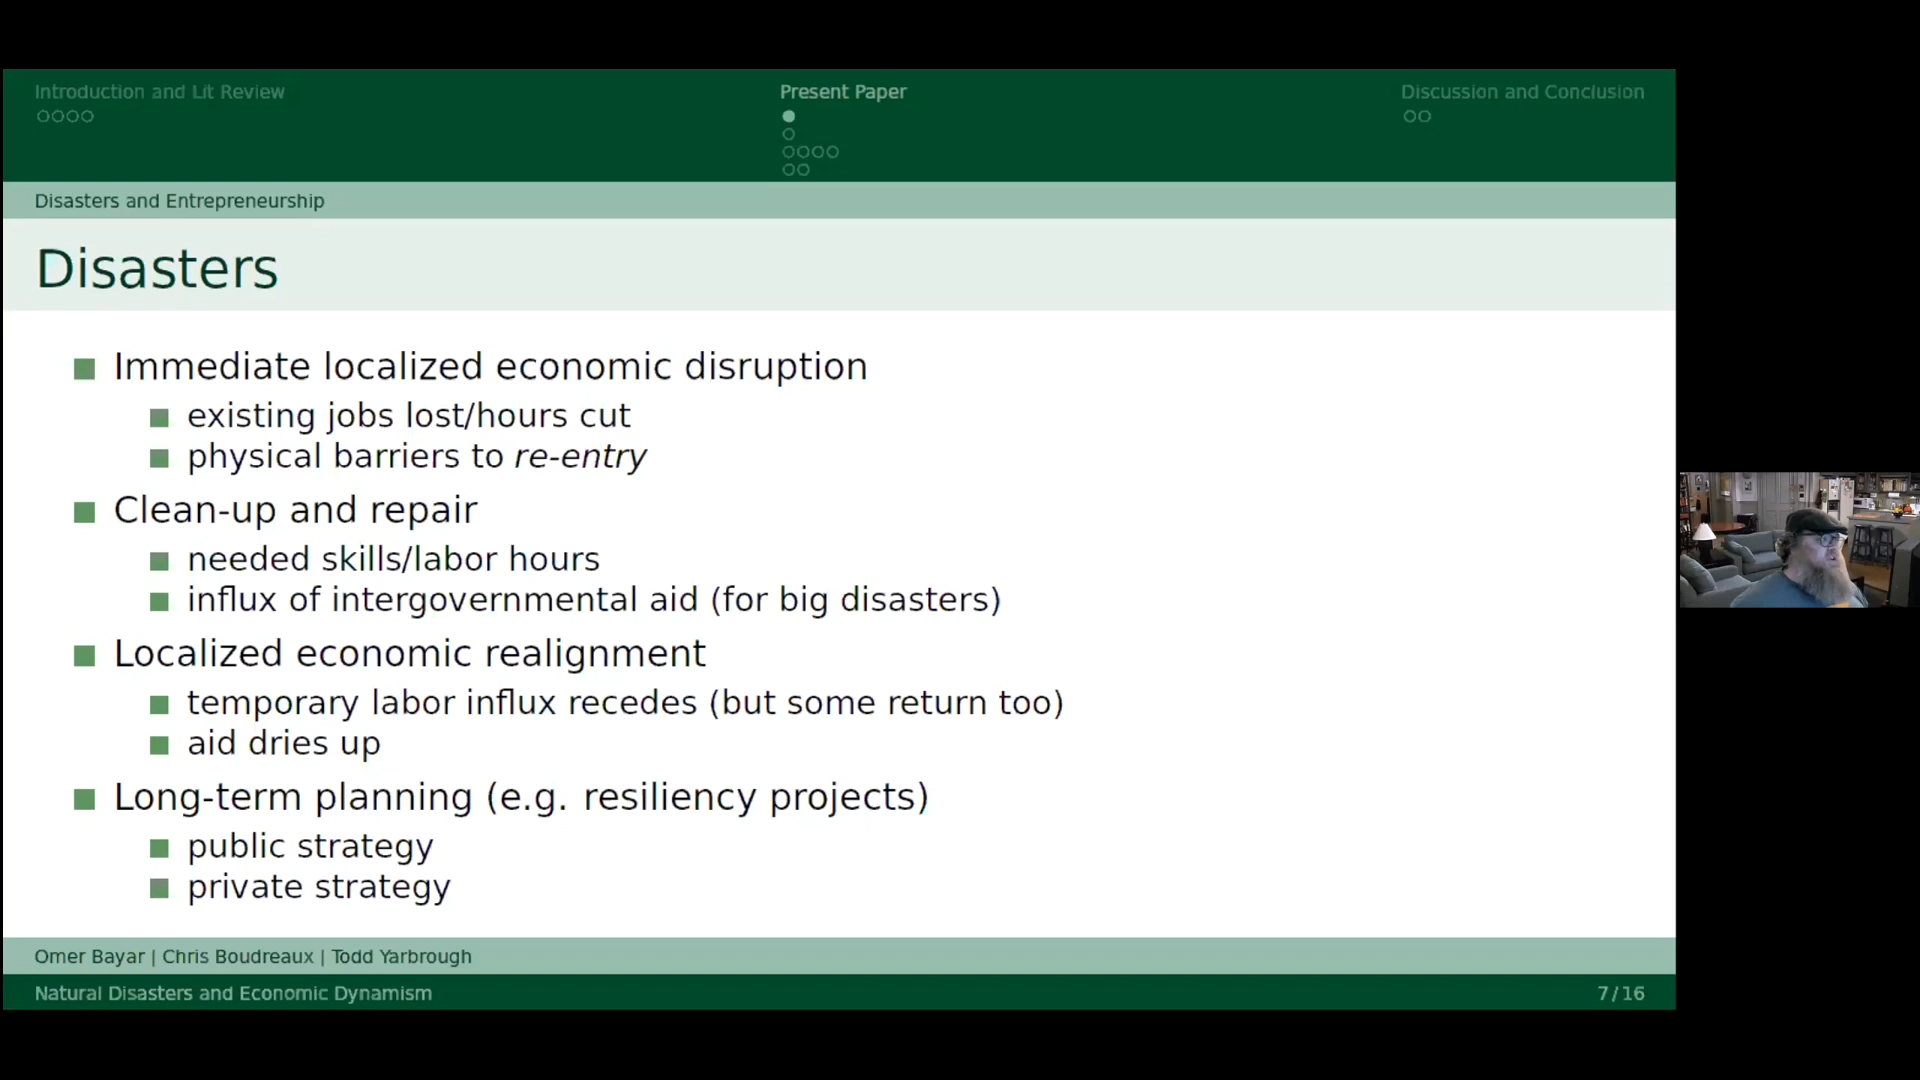 Introduction and Lit Review
Present Paper
Discussion and Conclusion
Disasters and Entrepreneurship
Disasters
Immediate localized economic disruption
existing jobs lost/hours cut
physical barriers to re-entry
Clean-up and repair
needed skills/labor hours
influx of intergovernmental aid (for big disasters)
Localized economic realignment
temporary labor influx recedes (but some return too)
aid dries up
Long-term planning (e.g. resiliency projects)
public strategy
private strategy
Omer Bayar | Chris Boudreaux | Todd Yarbrough
Natural Disasters and Economic Dynamism
7/16